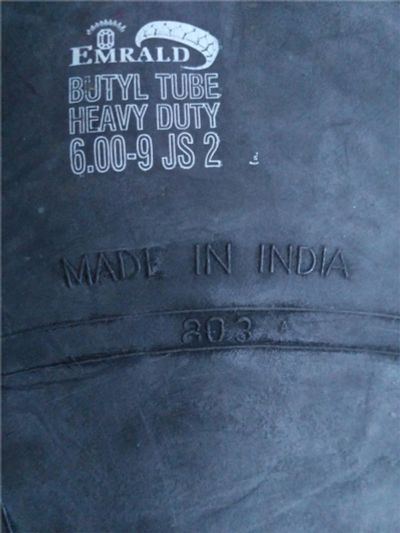 EMRALD
BUTYL TUBE
HEAVY DUTY
6.00-9 JS 2
MADE IN INDIA
803 A